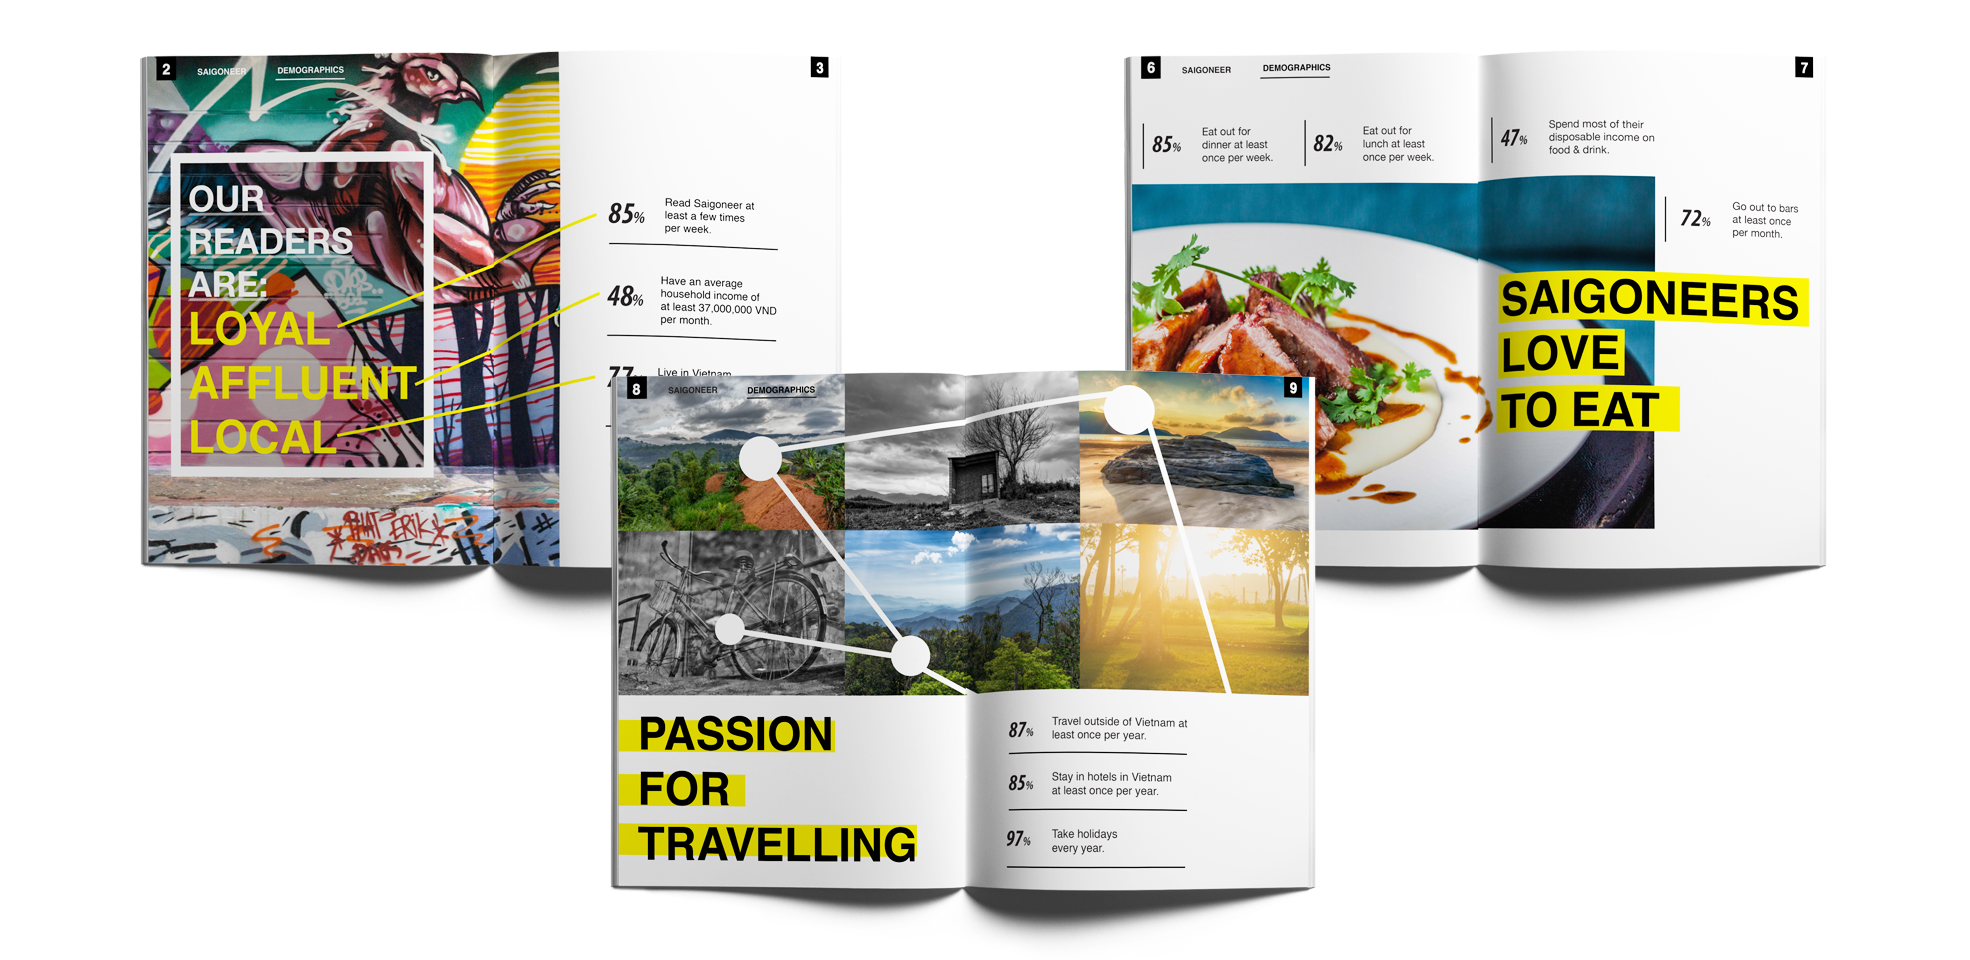 2 SAIGONEER DEMOGRAPHICS
3
OUR
READERS
ARE:
LOYAL
AFFLUENT
LOCAL
85%
Read Saigoneer at
least a few times
per week.
48%
Have an average
household income of
at least 37,000,000 VND
per month.
77
Live in Vietnam
THAT ERIK
6 SAIGONEER DEMOGRAPHICS
7
85%
Eat out for
dinner at least
once per week.
82%
Eat out for
lunch at least
once per week.
47%
Spend most of their
disposable income on
food & drink.
72%
Go out to bars
at least once
per month.
SAIGONEERS
LOVE
TO EAT
8 SAIGONEER DEMOGRAPHICS
9
PASSION
FOR
TRAVELLING
87%
Travel outside of Vietnam at
least once per year.
85%
Stay in hotels in Vietnam
at least once per year.
97%
Take holidays
every year.